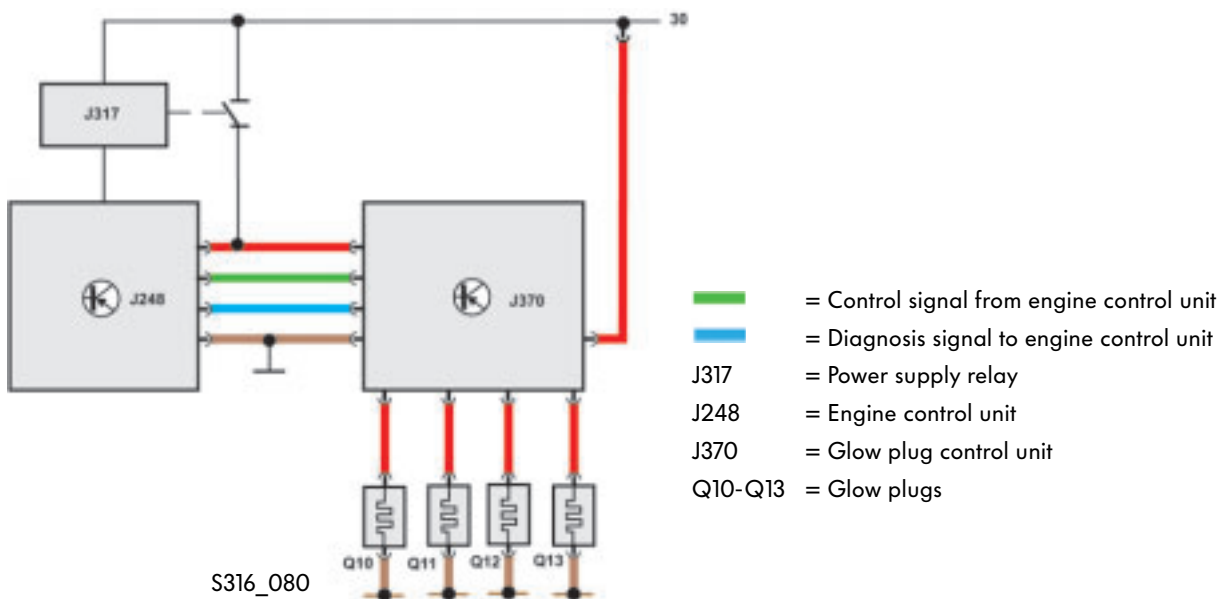 30
J317
J248
J370
Q10 Q11 Q12 Q13
S316_080
= Control signal from engine control unit
= Diagnosis signal to engine control unit
J317 = Power supply relay
J248 = Engine control unit
J370 = Glow plug control unit
Q10-Q13 = Glow plugs